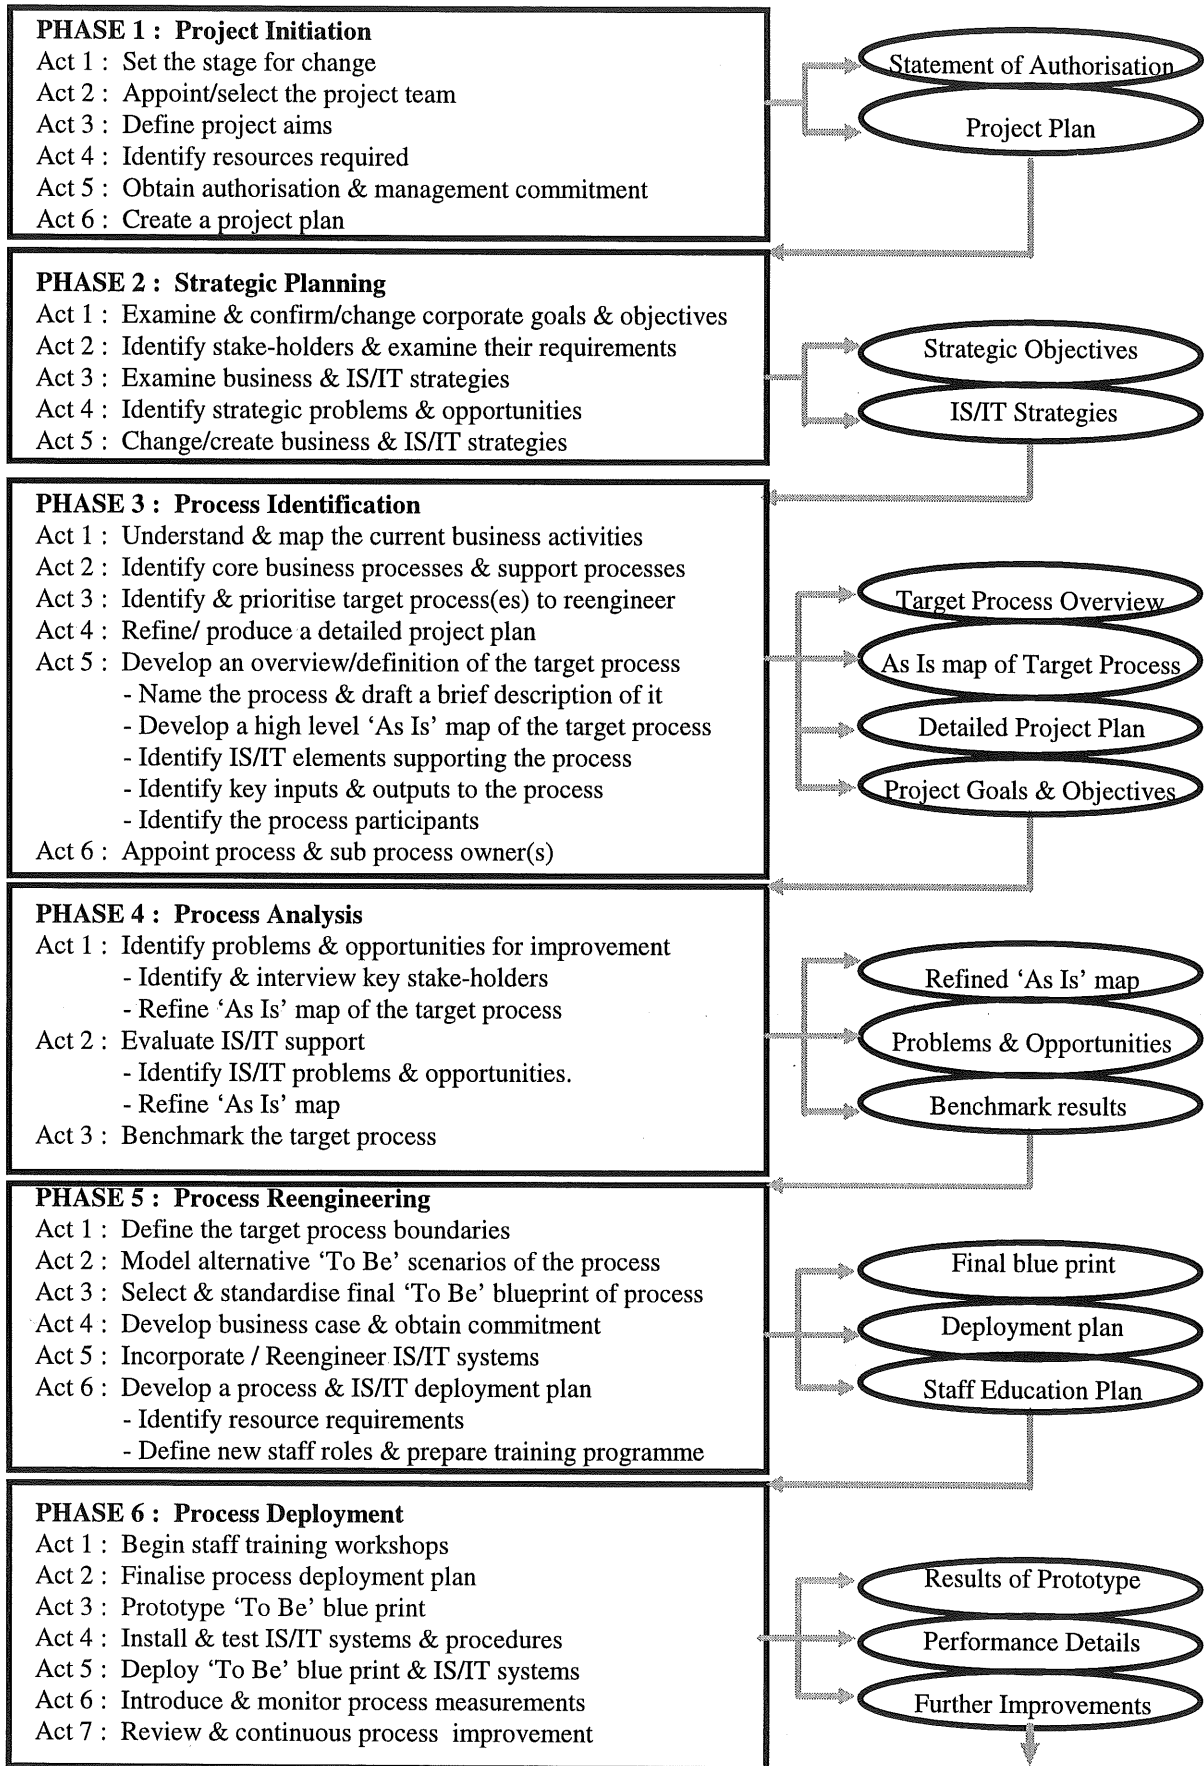 PHASE 1 : Project Initiation
Act 1 : Set the stage for change
Act 2 : Appoint/select the project team
Act 3 : Define project aims
Act 4 : Identify resources required
Act 5 : Obtain authorisation & management commitment
Act 6 : Create a project plan
Statement of Authorisation
Project Plan
PHASE 2 : Strategic Planning
Act 1 : Examine & confirm/change corporate goals & objectives
Act 2 : Identify stake-holders & examine their requirements
Act 3 : Examine business & IS/IT strategies
Act 4 : Identify strategic problems & opportunities
Act 5 : Change/create business & IS/IT strategies
Strategic Objectives
IS/IT Strategies
PHASE 3 : Process Identification
Act 1 : Understand & map the current business activities
Act 2 : Identify core business processes & support processes
Act 3 : Identify & prioritise target process(es) to reengineer
Act 4 : Refine/ produce a detailed project plan
Act 5 : Develop an overview/definition of the target process
- Name the process & draft a brief description of it
- Develop a high level ‘As Is’ map of the target process
- Identify IS/IT elements supporting the process
- Identify key inputs & outputs to the process
- Identify the process participants
Act 6 : Appoint process & sub process owner(s)
Target Process Overview
As Is map of Target Process
Detailed Project Plan
Project Goals & Objectives
PHASE 4 : Process Analysis
Act 1 : Identify problems & opportunities for improvement
- Identify & interview key stake-holders
- Refine ‘As Is’ map of the target process
Act 2 : Evaluate IS/IT support
- Identify IS/IT problems & opportunities.
- Refine ‘As Is’ map
Act 3 : Benchmark the target process
Refined ‘As Is’ map
Problems & Opportunities
Benchmark results
PHASE 5 : Process Reengineering
Act 1 : Define the target process boundaries
Act 2 : Model alternative ‘To Be’ scenarios of the process
Act 3 : Select & standardise final ‘To Be’ blueprint of process
Act 4 : Develop business case & obtain commitment
Act 5 : Incorporate / Reengineer IS/IT systems
Act 6 : Develop a process & IS/IT deployment plan
- Identify resource requirements
- Define new staff roles & prepare training programme
Final blue print
Deployment plan
Staff Education Plan
PHASE 6 : Process Deployment
Act 1 : Begin staff training workshops
Act 2 : Finalise process deployment plan
Act 3 : Prototype ‘To Be’ blue print
Act 4 : Install & test IS/IT systems & procedures
Act 5 : Deploy ‘To Be’ blue print & IS/IT systems
Act 6 : Introduce & monitor process measurements
Act 7 : Review & continuous process improvement
Results of Prototype
Performance Details
Further Improvements